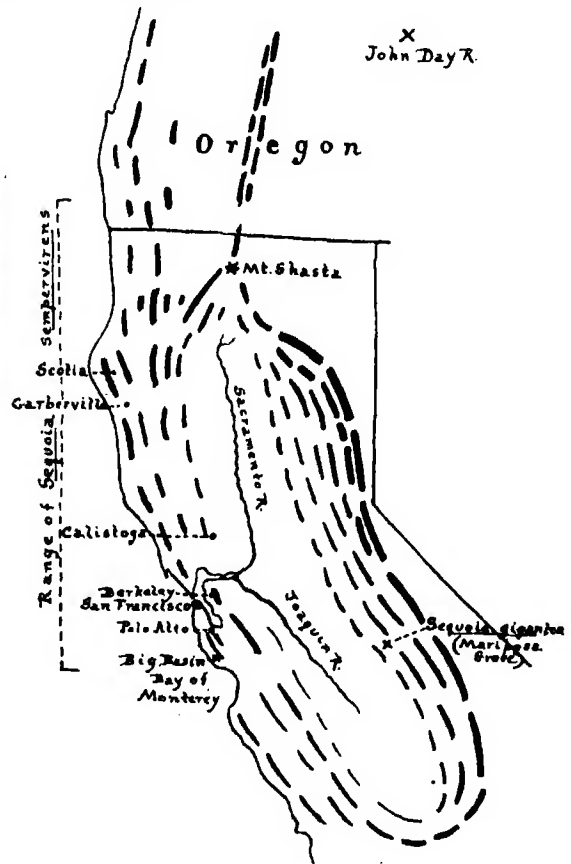 John Day R.
Oregon
Mt. Shasta
Range of Sequoia Sempervirens
Scotia
Garberville
Sacramento R.
Calistoga
Berkeley
San Francisco
Palo Alto
Joaquin R.
Sequoia gigantea
(Mariposa
Grove)
Big Basin
Bay of
Monterey